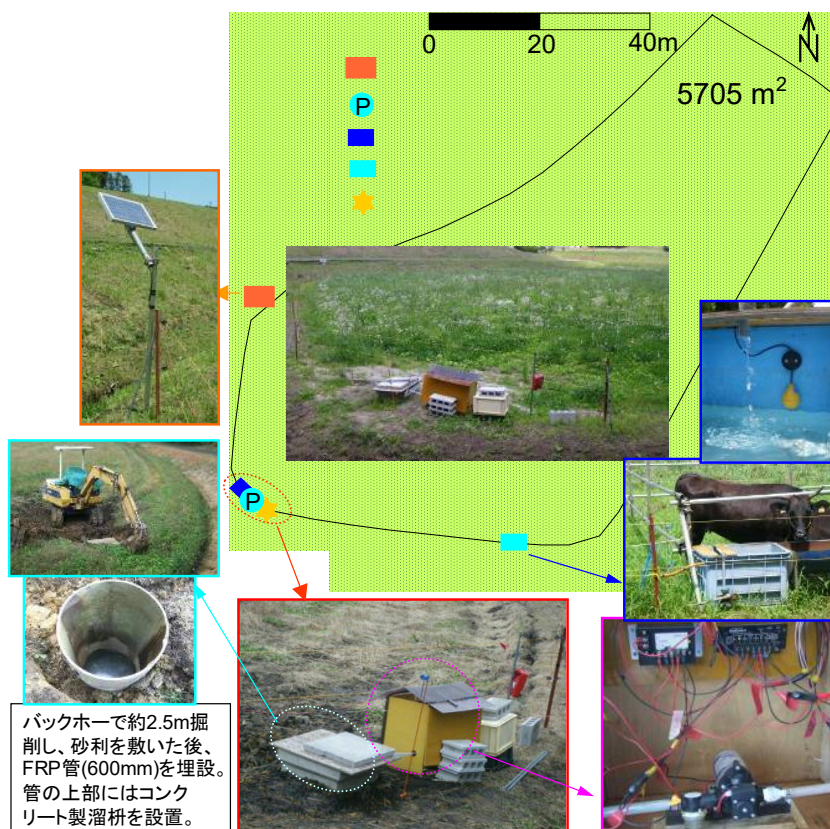 0 20 40m
N
5705 m²
P
P
バックホーで約2.5m掘
削し、砂利を敷いた後、
FRP管(600mm)を埋設。
管の上部にはコンク
リート製溜枡を設置。